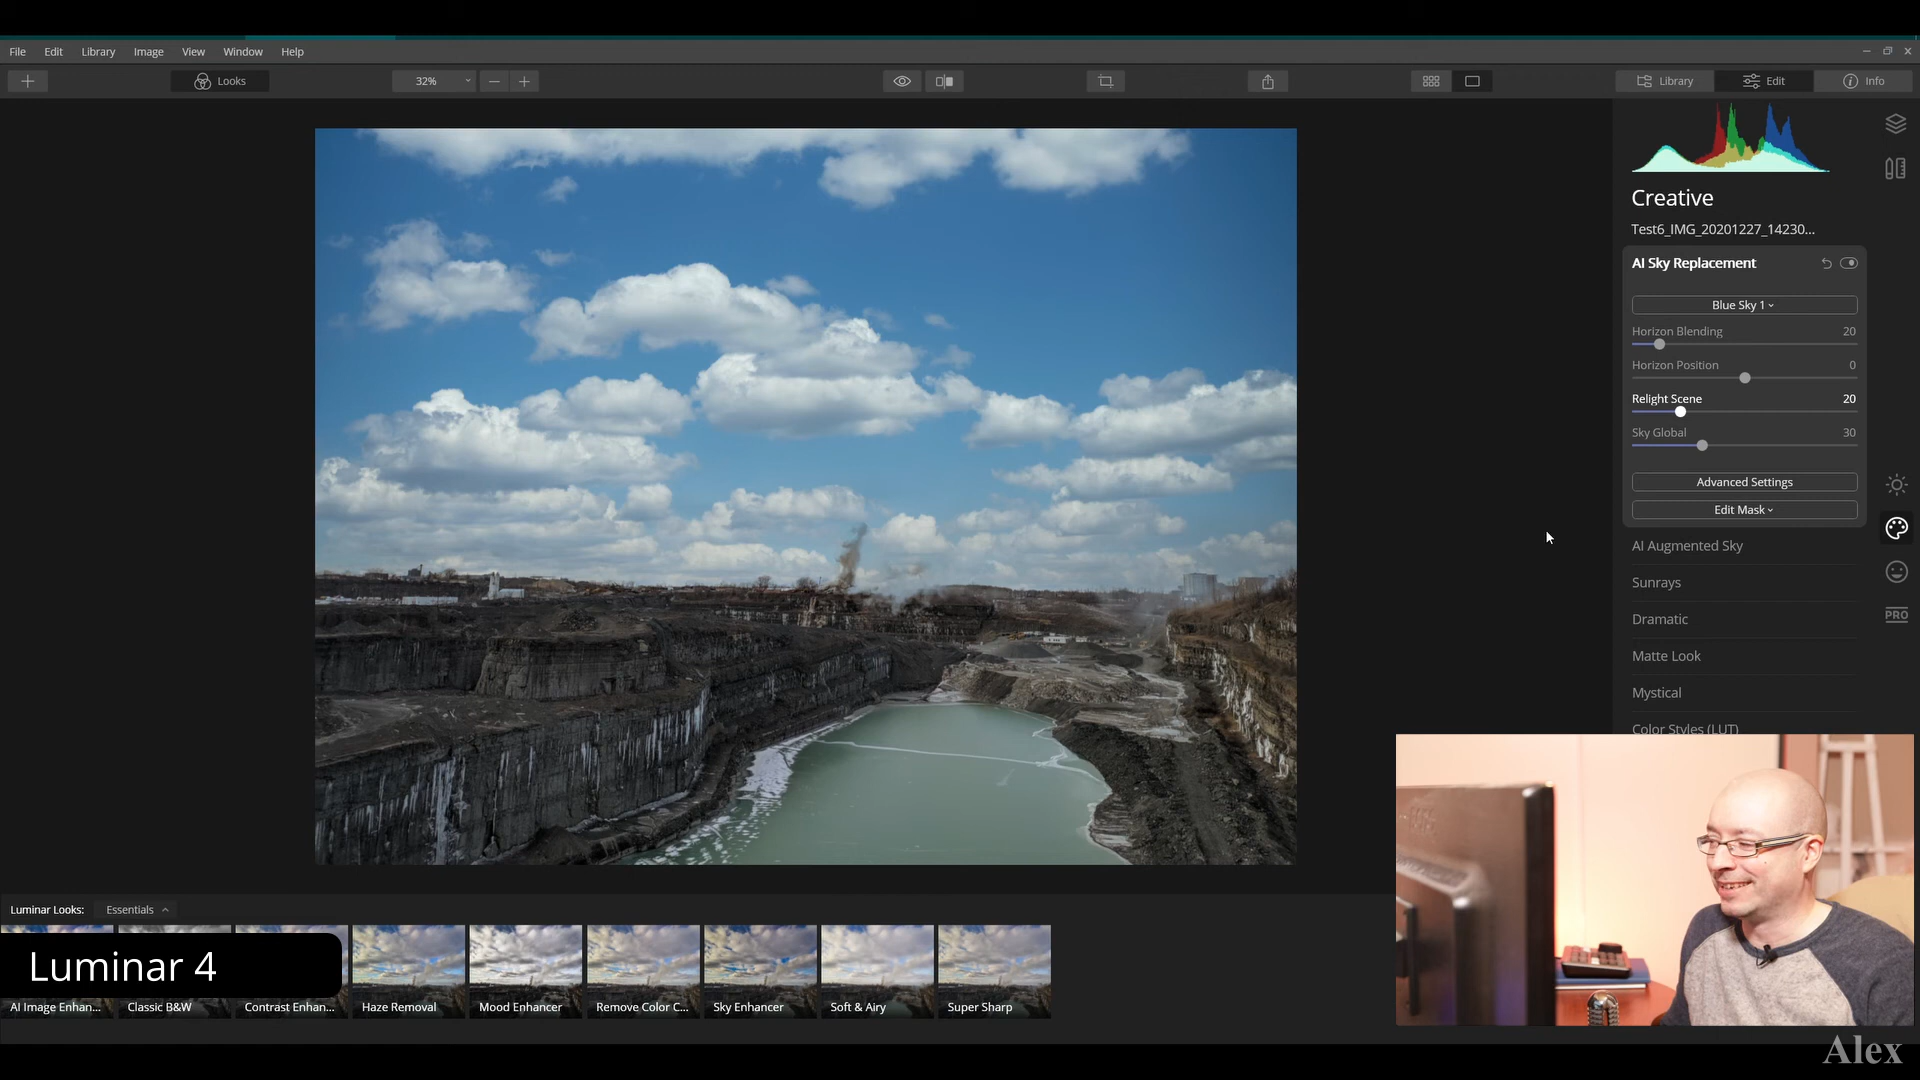 File Edit Library Image View Window Help
Looks 32% Library Edit Info
Creative
Test6_IMG_20201227_14230...
AI Sky Replacement
Blue Sky 1
Horizon Blending 20
Horizon Position 0
Relight Scene 20
Sky Global 30
Advanced Settings
Edit Mask
AI Augmented Sky
Sunrays
PRO
Dramatic
Matte Look
Mystical
Color Styles (LUT)
Luminar Looks: Essentials
Luminar 4
AI Image Enhan... Classic B&W Contrast Enhan... Haze Removal Mood Enhancer Remove Color C... Sky Enhancer Soft & Airy Super Sharp
Alex